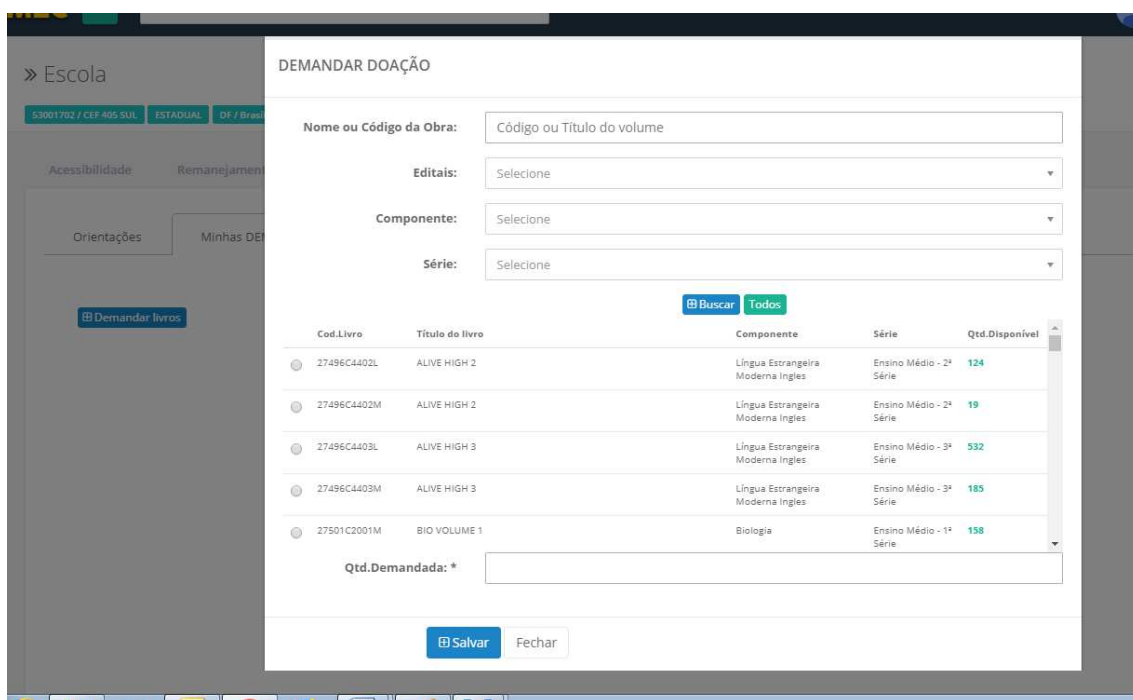 » Escola
53001702 / CEF 405 SUL ESTADUAL DF / Brasíl
Acessibilidade Remanejament
Orientações Minhas DEM
Demandar livros
DEMANDAR DOAÇÃO
Nome ou Código da Obra: Código ou Título do volume
Editais: Selecione
Componente: Selecione
Série: Selecione
Buscar Todos
Cod.Livro Título do livro Componente Série Qtd.Disponível
27496C4402L ALIVE HIGH 2 Língua Estrangeira Ensino Médio - 2ª 124
Moderna Ingles Série
27496C4402M ALIVE HIGH 2 Língua Estrangeira Ensino Médio - 2ª 19
Moderna Ingles Série
27496C4403L ALIVE HIGH 3 Língua Estrangeira Ensino Médio - 3ª 532
Moderna Ingles Série
27496C4403M ALIVE HIGH 3 Língua Estrangeira Ensino Médio - 3ª 185
Moderna Ingles Série
27501C2001M BIO VOLUME 1 Biologia Ensino Médio - 1ª 158
Série
Qtd.Demandada: *
Salvar Fechar